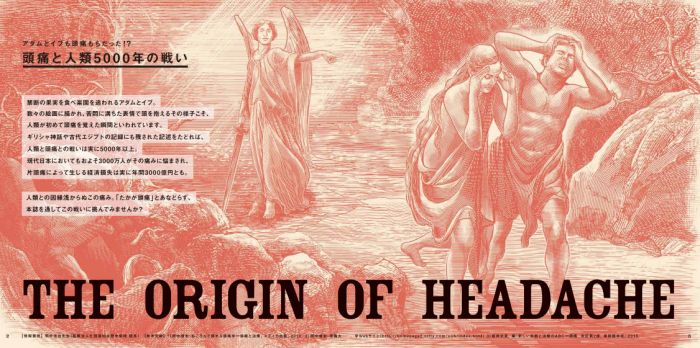 アダムとイブも頭痛もちだった!?
頭痛と人類5000年の戦い
禁断の果実を食べ楽園を追われるアダムとイブ。
数々の絵画に描かれ、苦悶に満ちた表情で頭を抱えるその様子こそ、
人類が初めて頭痛を覚えた瞬間といわれています。
ギリシャ神話や古代エジプトの記録にも残された記述をたどれば、
人類と頭痛との戦いは実に5000年以上。
現代日本においてもおよそ3000万人がその痛みに悩まされ、
片頭痛によって生じる経済損失は実に年間3000億円とも。
人類との因縁浅からぬこの痛み。「たかが頭痛」とあなどらず、
本誌を通してこの戦いに挑んでみませんか?
THE ORIGIN OF HEADACHE
2